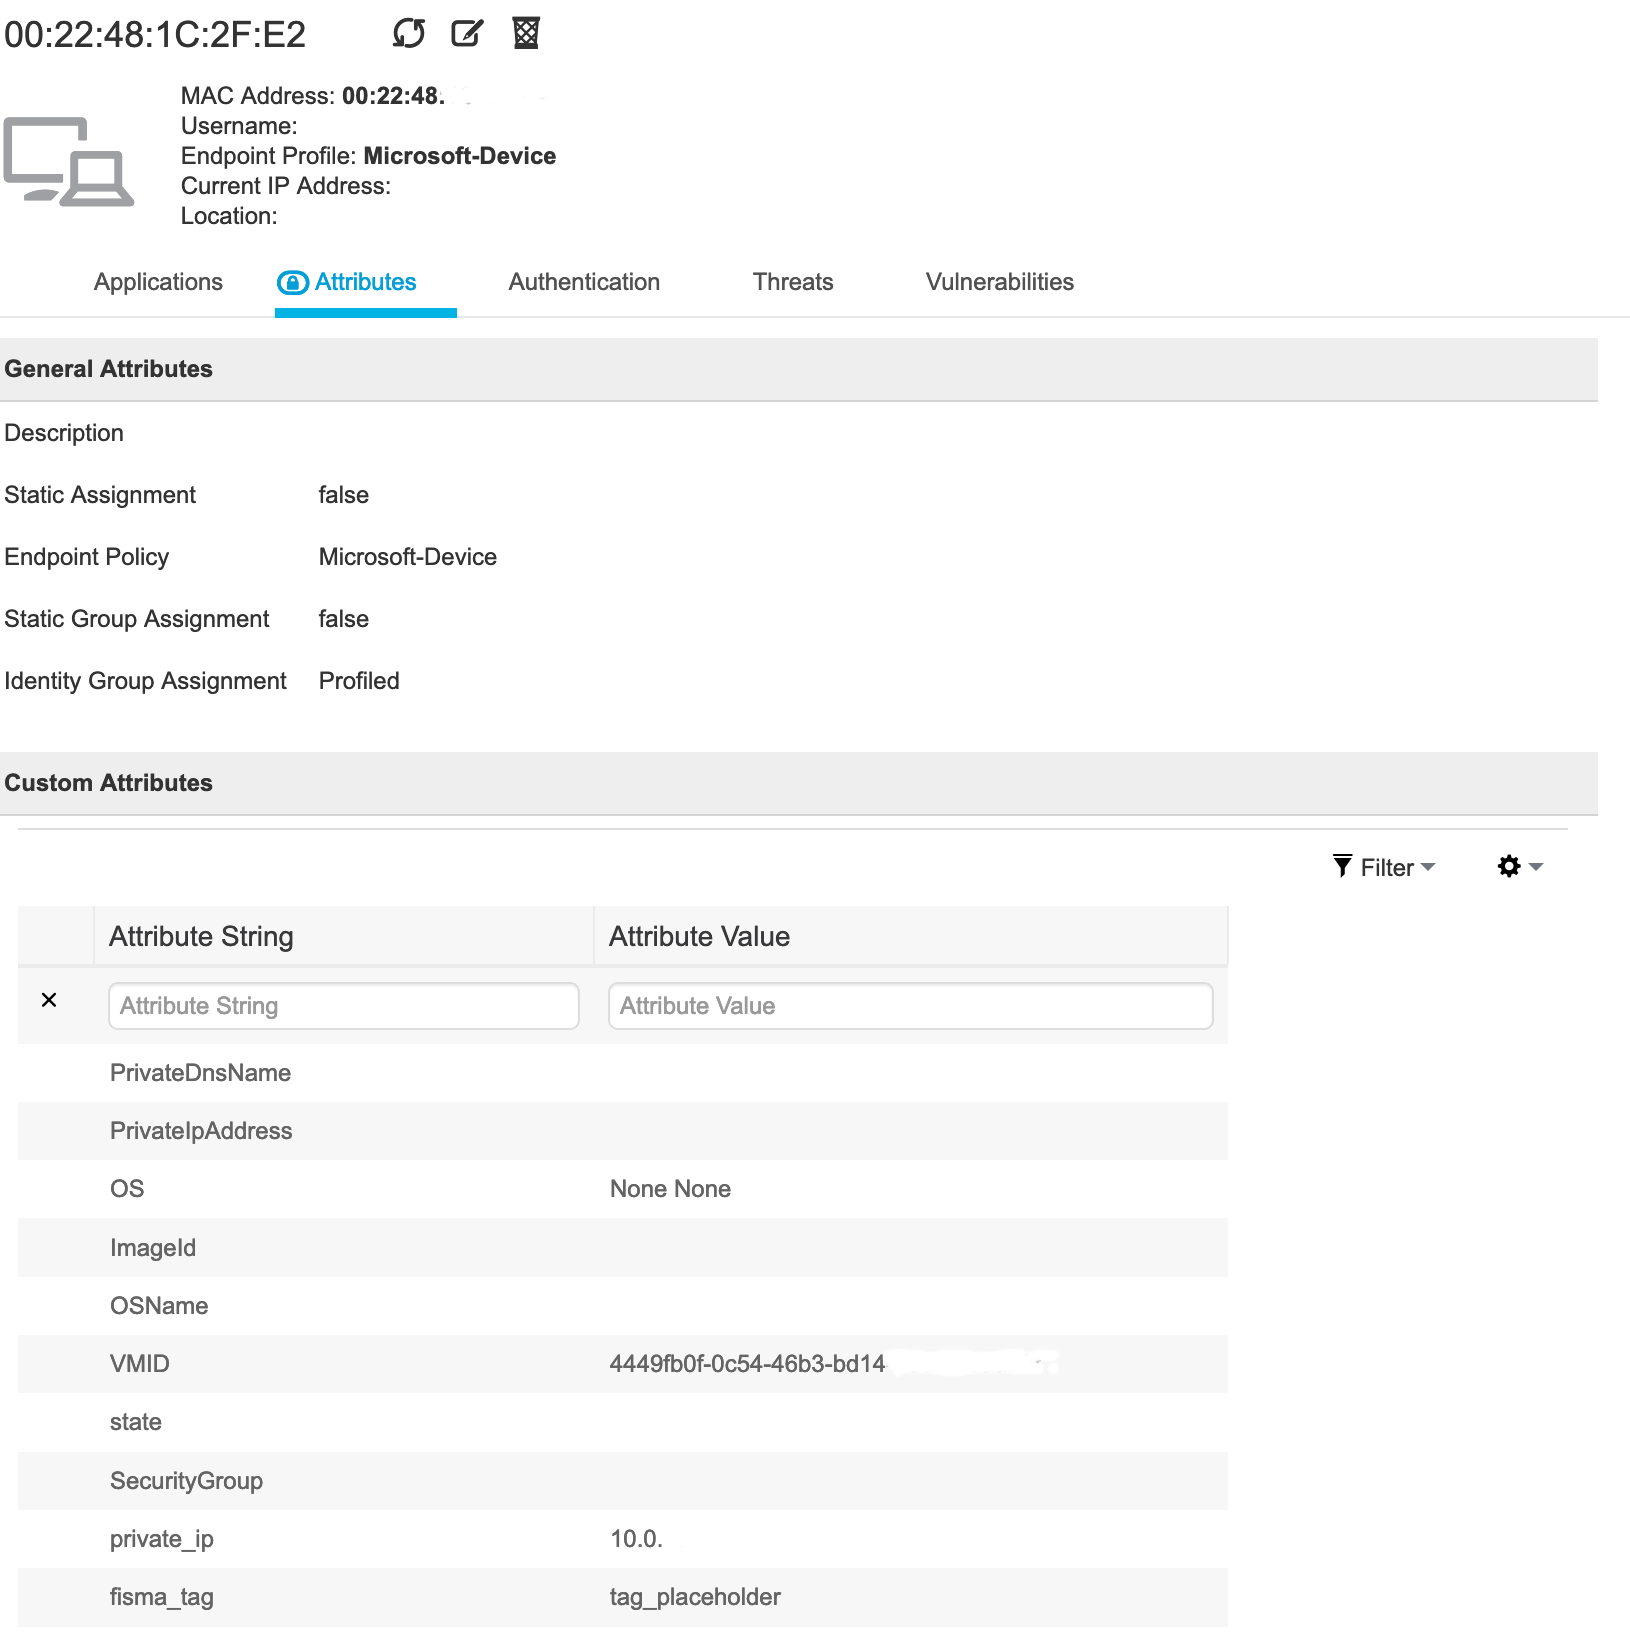 00:22:48:1C:2F:E2
MAC Address: 00:22:48:
Username:
Endpoint Profile: Microsoft-Device
Current IP Address:
Location:
Applications Attributes Authentication Threats Vulnerabilities
General Attributes
Description
Static Assignment false
Endpoint Policy Microsoft-Device
Static Group Assignment false
Identity Group Assignment Profiled
Custom Attributes
Filter
Attribute String Attribute Value
Attribute String Attribute Value
PrivateDnsName
PrivateIpAddress
OS None None
ImageId
OSName
VMID 4449fb0f-0c54-46b3-bd14-
state
SecurityGroup
private_ip 10.0.
fisma_tag tag_placeholder